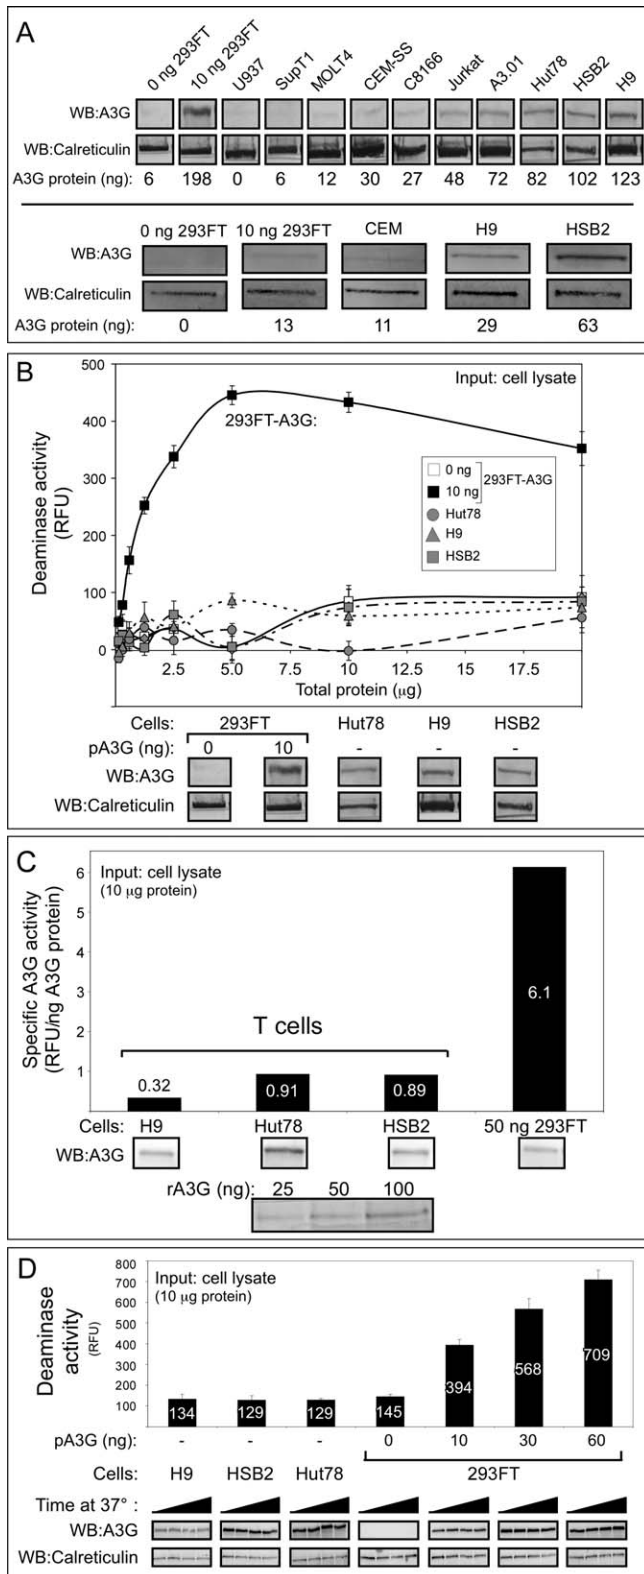 A
0 ng 293FT 10 ng 293FT U937 SupT1 MOLT4 CEM-SS C8166 Jurkat A3.01 Hut78 HSB2 H9
WB:A3G
WB:Calreticulin
A3G protein (ng): 6 198 0 6 12 30 27 48 72 82 102 123
0 ng 293FT 10 ng 293FT CEM H9 HSB2
WB:A3G
WB:Calreticulin
A3G protein (ng): 0 13 11 29 63
B
Input: cell lysate
Deaminase activity
(RFU)
500
400
300
200
100
0
293FT-A3G:
0 ng
10 ng
293FT-A3G
Hut78
H9
HSB2
2.5 5.0 7.5 10 12.5 17.5
Total protein (µg)
Cells: 293FT Hut78 H9 HSB2
pA3G (ng): 0 10 - - -
WB:A3G
WB:Calreticulin
C
Input: cell lysate
(10 µg protein)
Specific A3G activity
(RFU/ng A3G protein)
6
5
4
3
2
1
T cells
0.32 0.91 0.89 6.1
Cells: H9 Hut78 HSB2 50 ng 293FT
WB:A3G
rA3G (ng): 25 50 100
D
Input: cell lysate
(10 µg protein)
Deaminase
activity
(RFU)
800
700
600
500
400
300
200
100
134 129 129 145 394 568 709
pA3G (ng): - - - 0 10 30 60
Cells: H9 HSB2 Hut78 293FT
Time at 37° :
WB:A3G
WB:Calreticulin